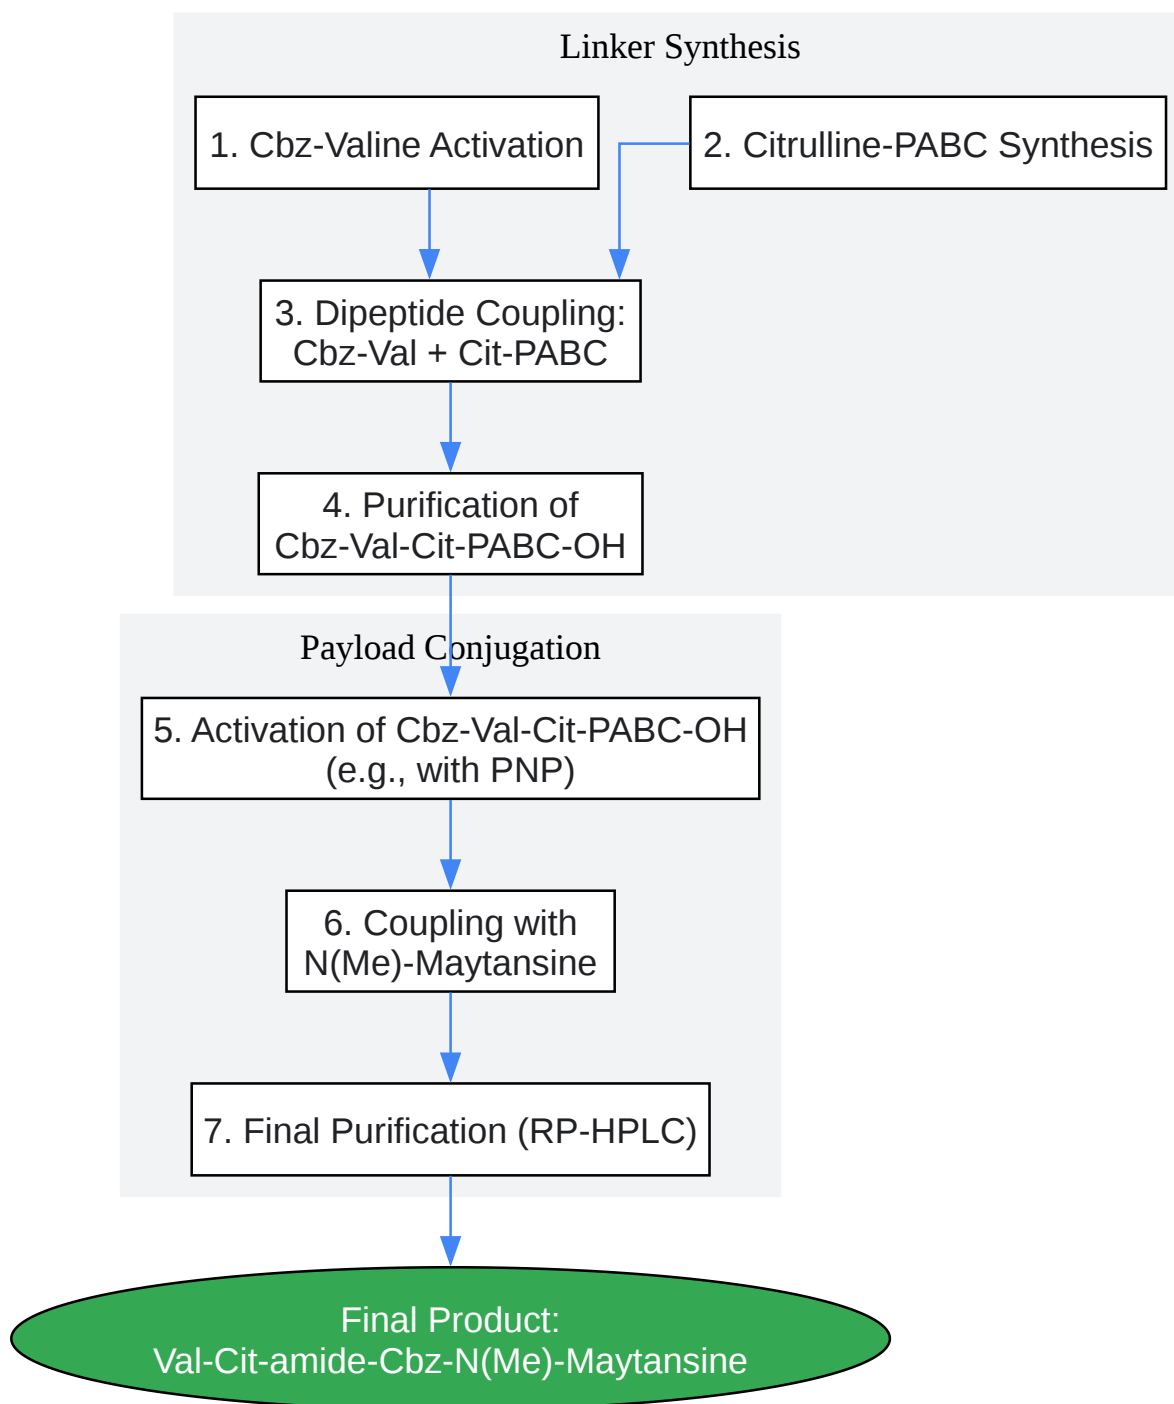 Linker Synthesis
1. Cbz-Valine Activation
2. Citrulline-PABC Synthesis
3. Dipeptide Coupling:
Cbz-Val + Cit-PABC
4. Purification of
Cbz-Val-Cit-PABC-OH
Payload Conjugation
5. Activation of Cbz-Val-Cit-PABC-OH
(e.g., with PNP)
6. Coupling with
N(Me)-Maytansine
7. Final Purification (RP-HPLC)
Final Product:
Val-Cit-amide-Cbz-N(Me)-Maytansine